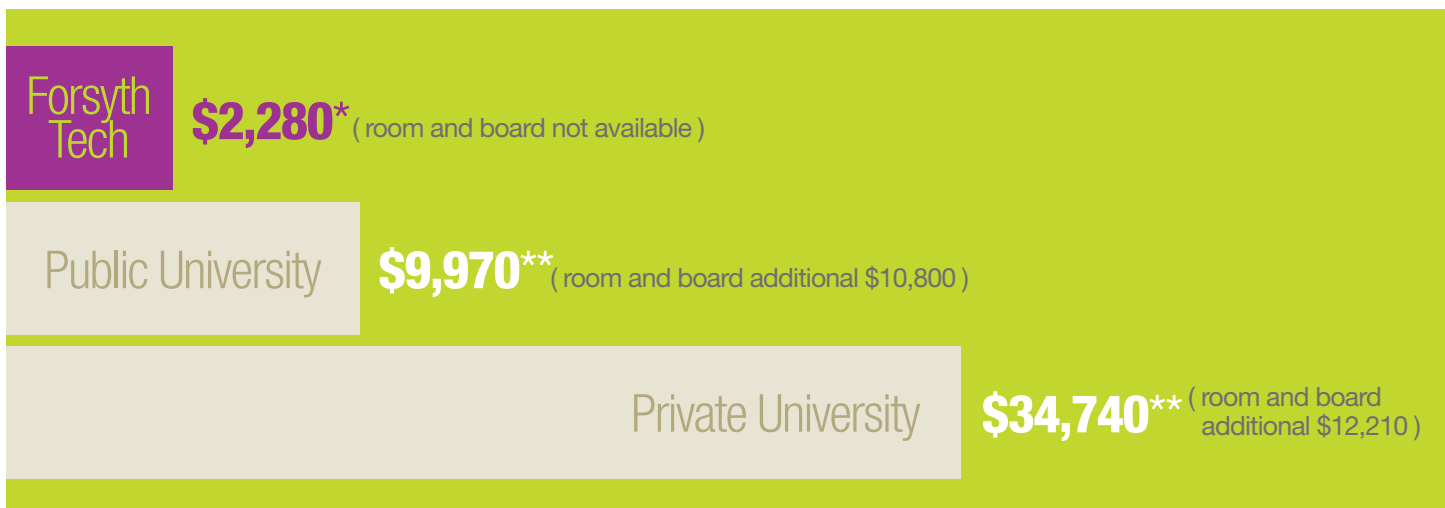 Forsyth
Tech
$2,280* ( room and board not available )
Public University
$9,970** ( room and board additional $10,800 )
Private University
$34,740** ( room and board
additional $12,210 )